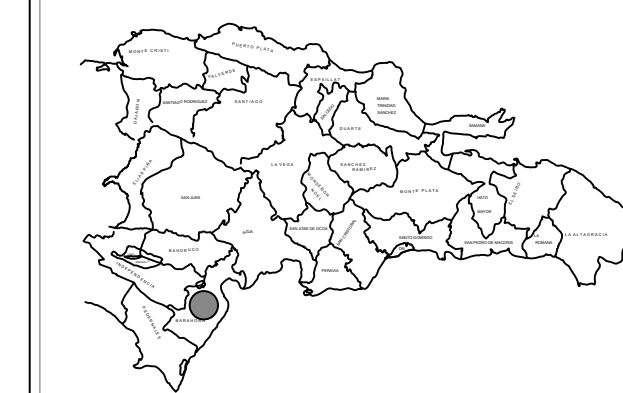 MONTE CRISTI
PUERTO PLATA
VALVERDE
ESPAILLAT
DAJABON
SANTIAGO RODRIGUEZ
SANTIAGO
SALCEDO
MARIA
TRINIDAD
SANCHEZ
DUARTE
SAMANA
ELIAS PIÑA
SAN JUAN
LA VEGA
SANCHEZ
RAMIREZ
MONSEÑOR
NOEL
MONTE PLATA
HATO
MAYOR
EL SEIBO
LA ALTAGRACIA
AZUA
SAN JOSE DE OCOA
SAN CRISTOBAL
SANTO DOMINGO
SAN PEDRO DE MACORIS
LA
ROMANA
BAHORUCO
INDEPENDENCIA
PERAVIA
PEDERNALES
BARAHONA